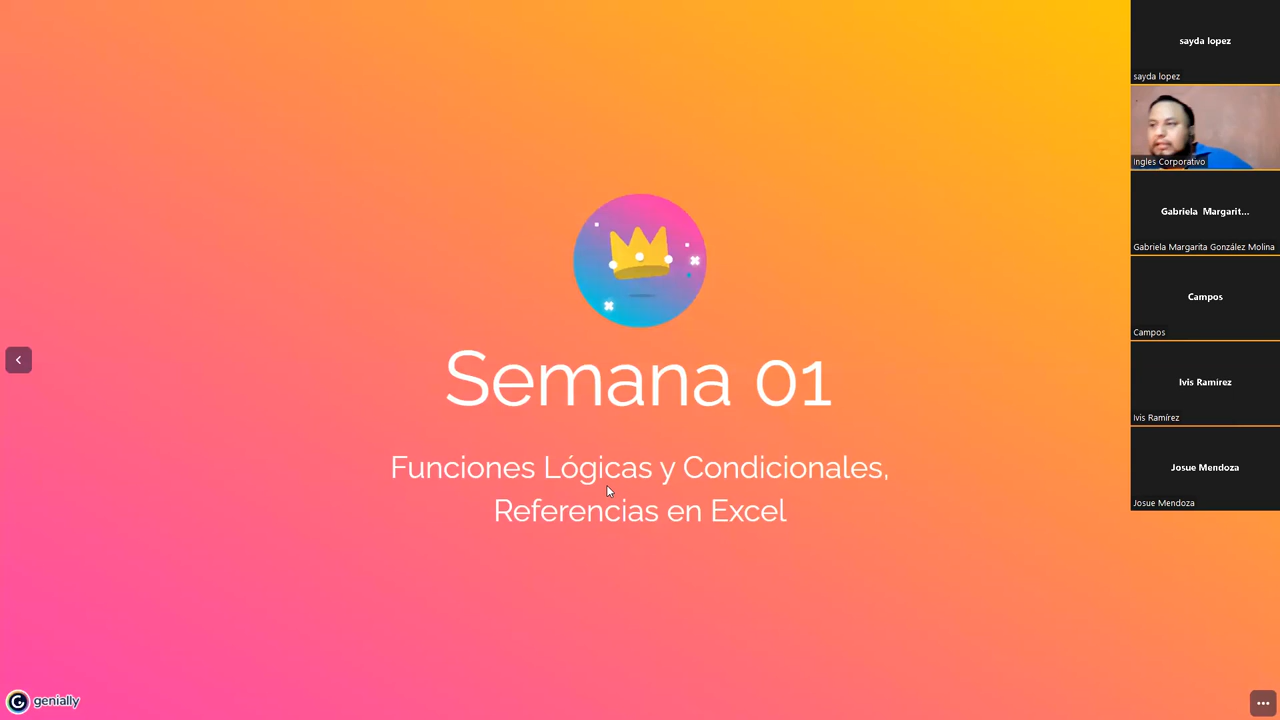 Semana 01
Funciones Lógicas y Condicionales,
Referencias en Excel
genially
sayda lopez
sayda lopez
Ingles Corporativo
Gabriela Margarit...
Gabriela Margarita González Molina
Campos
Campos
Ivis Ramírez
Ivis Ramírez
Josue Mendoza
Josue Mendoza